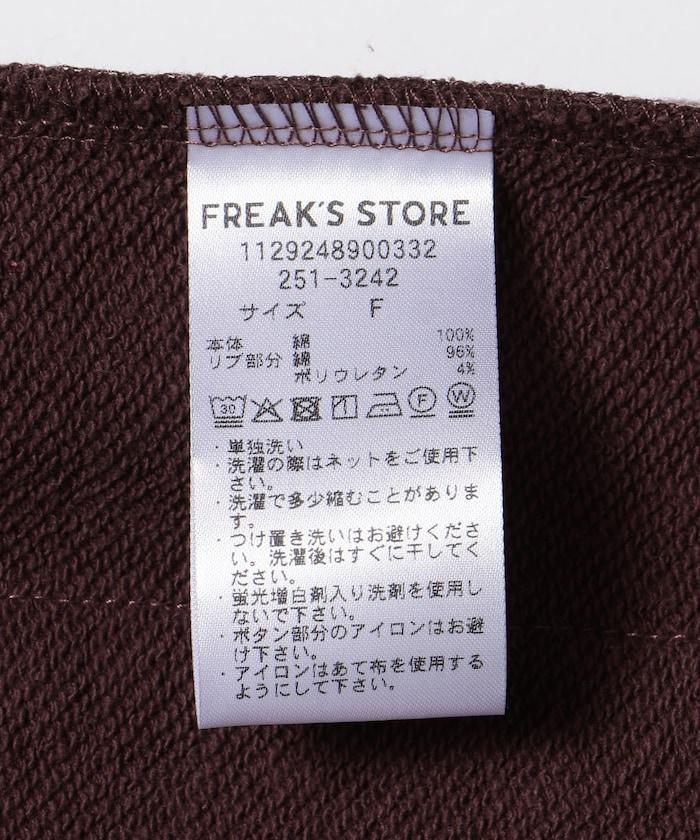 FREAK'S STORE
1129248900332
251-3242
サイズ F
本体 綿 100%
リブ部分 綿 96%
ポリウレタン 4%
30 F W
・単独洗い
・洗濯の際はネットをご使用下
さい。
・洗濯で多少縮むことがありま
す。
・つけ置き洗いはお避けくださ
い。洗濯後はすぐに干してく
ださい。
・蛍光増白剤入り洗剤を使用し
ないで下さい。
・ボタン部分のアイロンはお避
け下さい。
・アイロンはあて布を使用する
ようにして下さい。